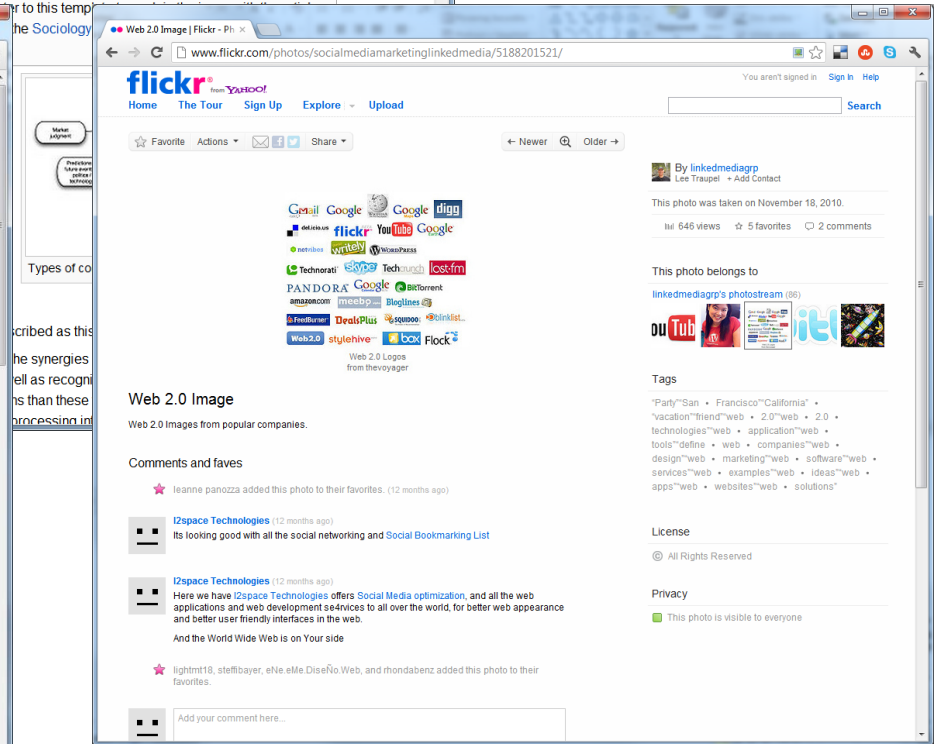 er to this templat
the Sociology
Market
judgment
Types of co
scribed as this
he synergies
vell as recogni
ns than these
processing int
Web 2.0 Image | Flickr - Ph
www.flickr.com/photos/socialmediamarketinglinkedmedia/5188201521/
flickr from YAHOO!
You aren't signed in Sign In Help
Home The Tour Sign Up Explore Upload
Search
Favorite Actions Share
← Newer Older →
Gmail Google WIKIPEDIA Google Maps digg
del.icio.us flickr You Tube Google
netvibes writely WORDPRESS
Technorati skype Techcrunch lost·fm
PANDORA Google Calendar BitTorrent
amazon.com meebo Bloglines
FeedBurner DealsPlus SQUIDOO: blinklist...
Web2.0 stylehive box Flock
Web 2.0 Logos
from thevoyager
Web 2.0 Image
Web 2.0 Images from popular companies.
Comments and faves
leanne panozza added this photo to their favorites. (12 months ago)
I2space Technologies (12 months ago)
Its looking good with all the social networking and Social Bookmarking List
I2space Technologies (12 months ago)
Here we have I2space Technologies offers Social Media optimization, and all the web
applications and web development se4rvices to all over the world, for better web appearance
and better user friendly interfaces in the web.
And the World Wide Web is on Your side
lightmt18, steffibayer, eNe.eMe.DiseÑo.Web, and rhondabenz added this photo to their
favorites.
Add your comment here...
By linkedmediagrp
Lee Traupel + Add Contact
This photo was taken on November 18, 2010.
646 views 5 favorites 2 comments
This photo belongs to
linkedmediagrp's photostream (86)
ou Tub
Tags
"Party""San • Francisco""California" •
"vacation""friend""web • 2.0""web • 2.0 •
technologies""web • application""web •
tools""define • web • companies""web •
design""web • marketing""web • software""web •
services""web • examples""web • ideas""web •
apps""web • websites""web • solutions"
License
© All Rights Reserved
Privacy
This photo is visible to everyone